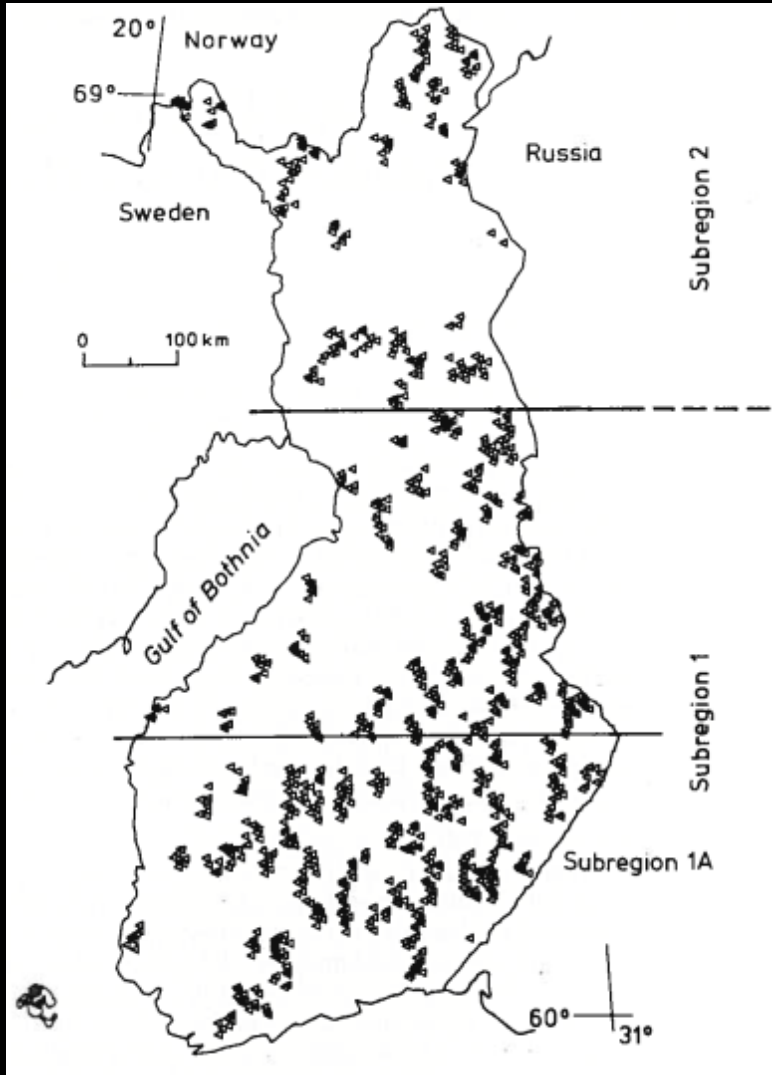 20°
Norway
69°
Russia
Sweden
Subregion 2
0 100 km
Gulf of Bothnia
Subregion 1
Subregion 1A
60°
31°